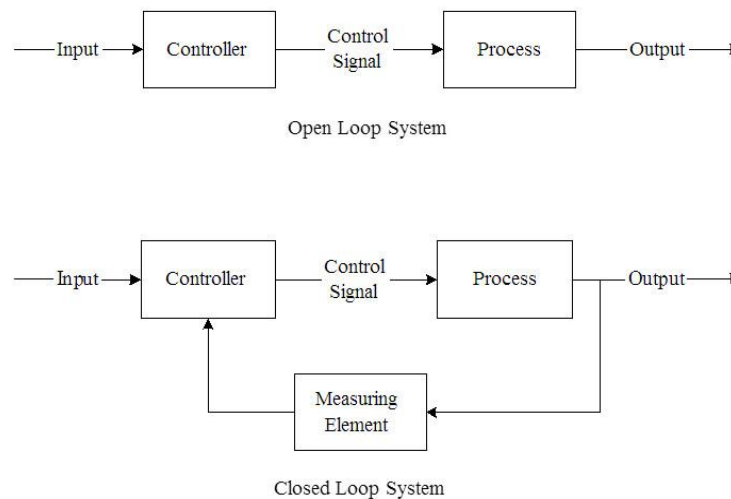 Input
Controller
Control
Signal
Process
Output
Open Loop System
Input
Controller
Control
Signal
Process
Output
Measuring
Element
Closed Loop System